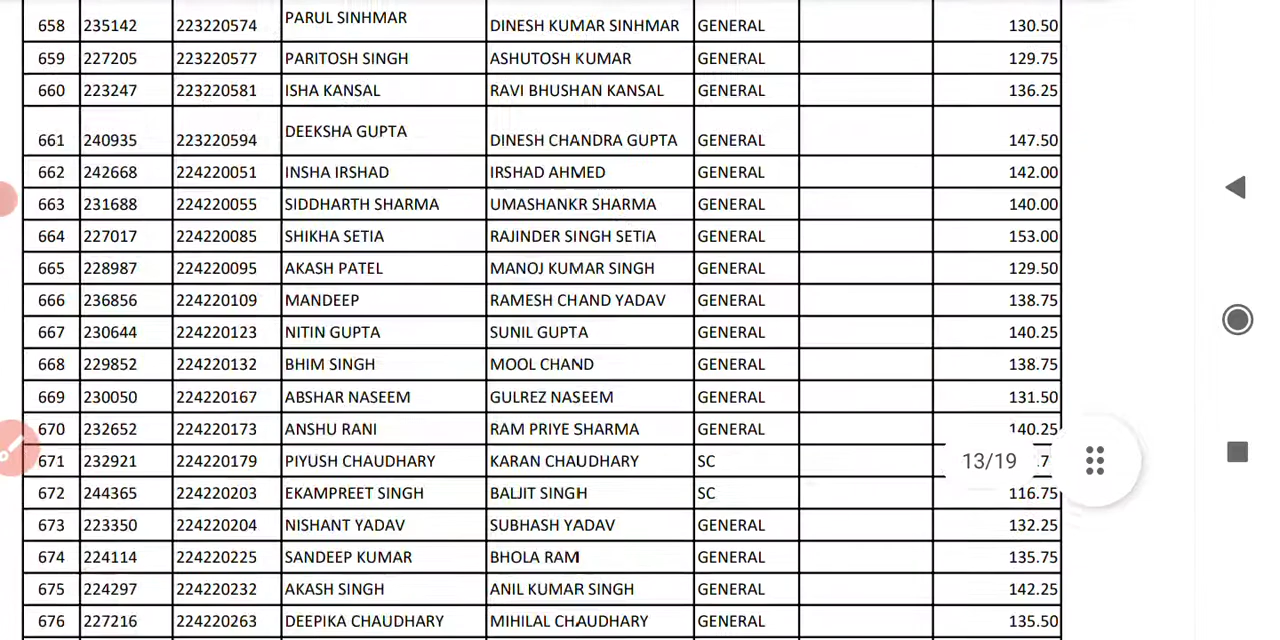 658 235142 223220574 PARUL SINHMAR DINESH KUMAR SINHMAR GENERAL 130.50
659 227205 223220577 PARITOSH SINGH ASHUTOSH KUMAR GENERAL 129.75
660 223247 223220581 ISHA KANSAL RAVI BHUSHAN KANSAL GENERAL 136.25
661 240935 223220594 DEEKSHA GUPTA DINESH CHANDRA GUPTA GENERAL 147.50
662 242668 224220051 INSHA IRSHAD IRSHAD AHMED GENERAL 142.00
663 231688 224220055 SIDDHARTH SHARMA UMASHANKR SHARMA GENERAL 140.00
664 227017 224220085 SHIKHA SETIA RAJINDER SINGH SETIA GENERAL 153.00
665 228987 224220095 AKASH PATEL MANOJ KUMAR SINGH GENERAL 129.50
666 236856 224220109 MANDEEP RAMESH CHAND YADAV GENERAL 138.75
667 230644 224220123 NITIN GUPTA SUNIL GUPTA GENERAL 140.25
668 229852 224220132 BHIM SINGH MOOL CHAND GENERAL 138.75
669 230050 224220167 ABSHAR NASEEM GULREZ NASEEM GENERAL 131.50
670 232652 224220173 ANSHU RANI RAM PRIYE SHARMA GENERAL 140.25
671 232921 224220179 PIYUSH CHAUDHARY KARAN CHAUDHARY SC
13/19
672 244365 224220203 EKAMPREET SINGH BALJIT SINGH SC 116.75
673 223350 224220204 NISHANT YADAV SUBHASH YADAV GENERAL 132.25
674 224114 224220225 SANDEEP KUMAR BHOLA RAM GENERAL 135.75
675 224297 224220232 AKASH SINGH ANIL KUMAR SINGH GENERAL 142.25
676 227216 224220263 DEEPIKA CHAUDHARY MIHILAL CHAUDHARY GENERAL 135.50